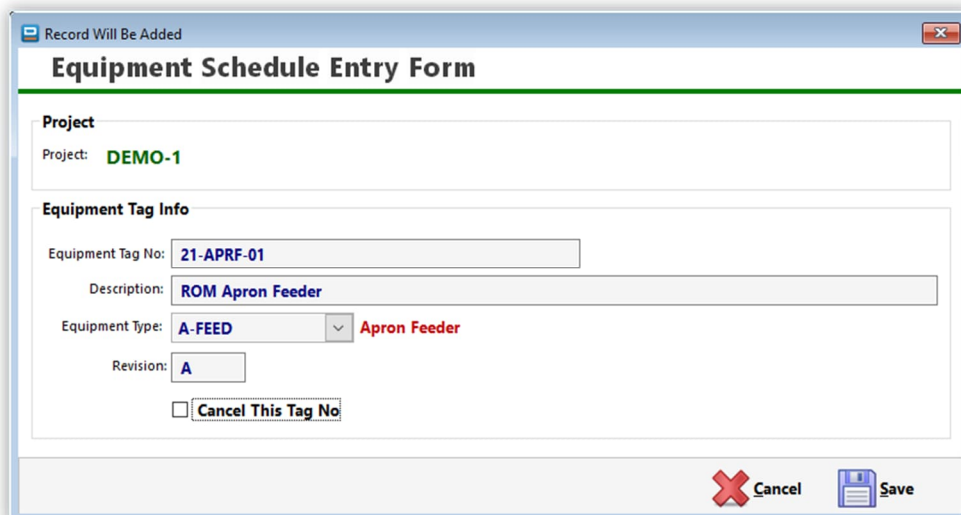 Record Will Be Added
Equipment Schedule Entry Form
Project
Project: DEMO-1
Equipment Tag Info
Equipment Tag No: 21-APRF-01
Description: ROM Apron Feeder
Equipment Type: A-FEED Apron Feeder
Revision: A
Cancel This Tag No
Cancel Save